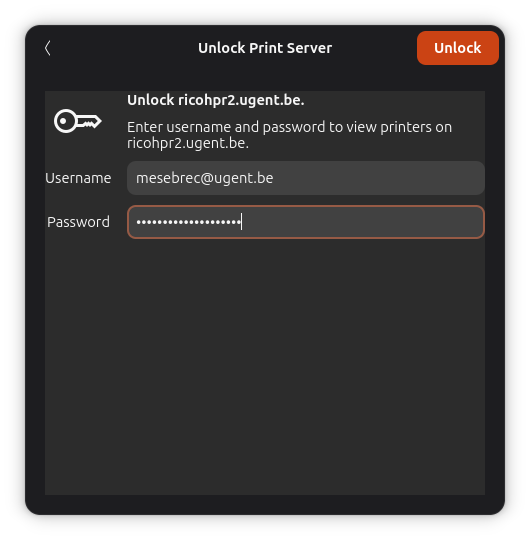 Unlock Print Server
Unlock
Unlock ricohpr2.ugent.be.
Enter username and password to view printers on
ricohpr2.ugent.be.
Username mesebrec@ugent.be
Password ••••••••••••••••••••